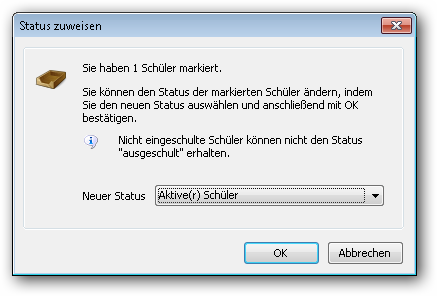 Status zuweisen
Sie haben 1 Schüler markiert.
Sie können den Status der markierten Schüler ändern, indem
Sie den neuen Status auswählen und anschließend mit OK
bestätigen.
Nicht eingeschulte Schüler können nicht den Status
"ausgeschult" erhalten.
Neuer Status Aktive(r) Schüler
OK Abbrechen